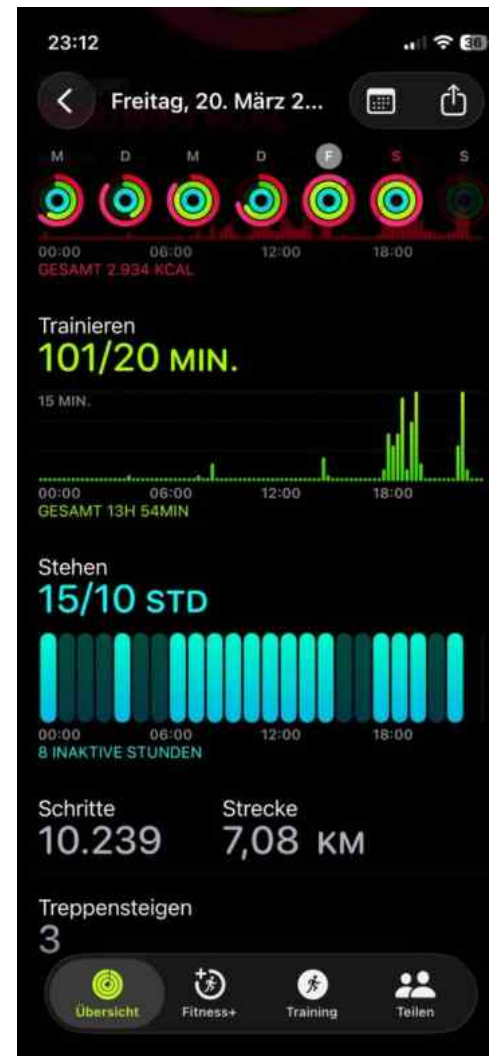 23:12
36
Freitag, 20. März 2...
M D M D F S S
00:00 06:00 12:00 18:00
GESAMT 2.934 KCAL
Trainieren
101/20 MIN.
15 MIN.
00:00 06:00 12:00 18:00
GESAMT 13H 54MIN
Stehen
15/10 STD
00:00 06:00 12:00 18:00
8 INAKTIVE STUNDEN
Schritte Strecke
10.239 7,08 KM
Treppensteigen
3
Übersicht Fitness+ Training Teilen